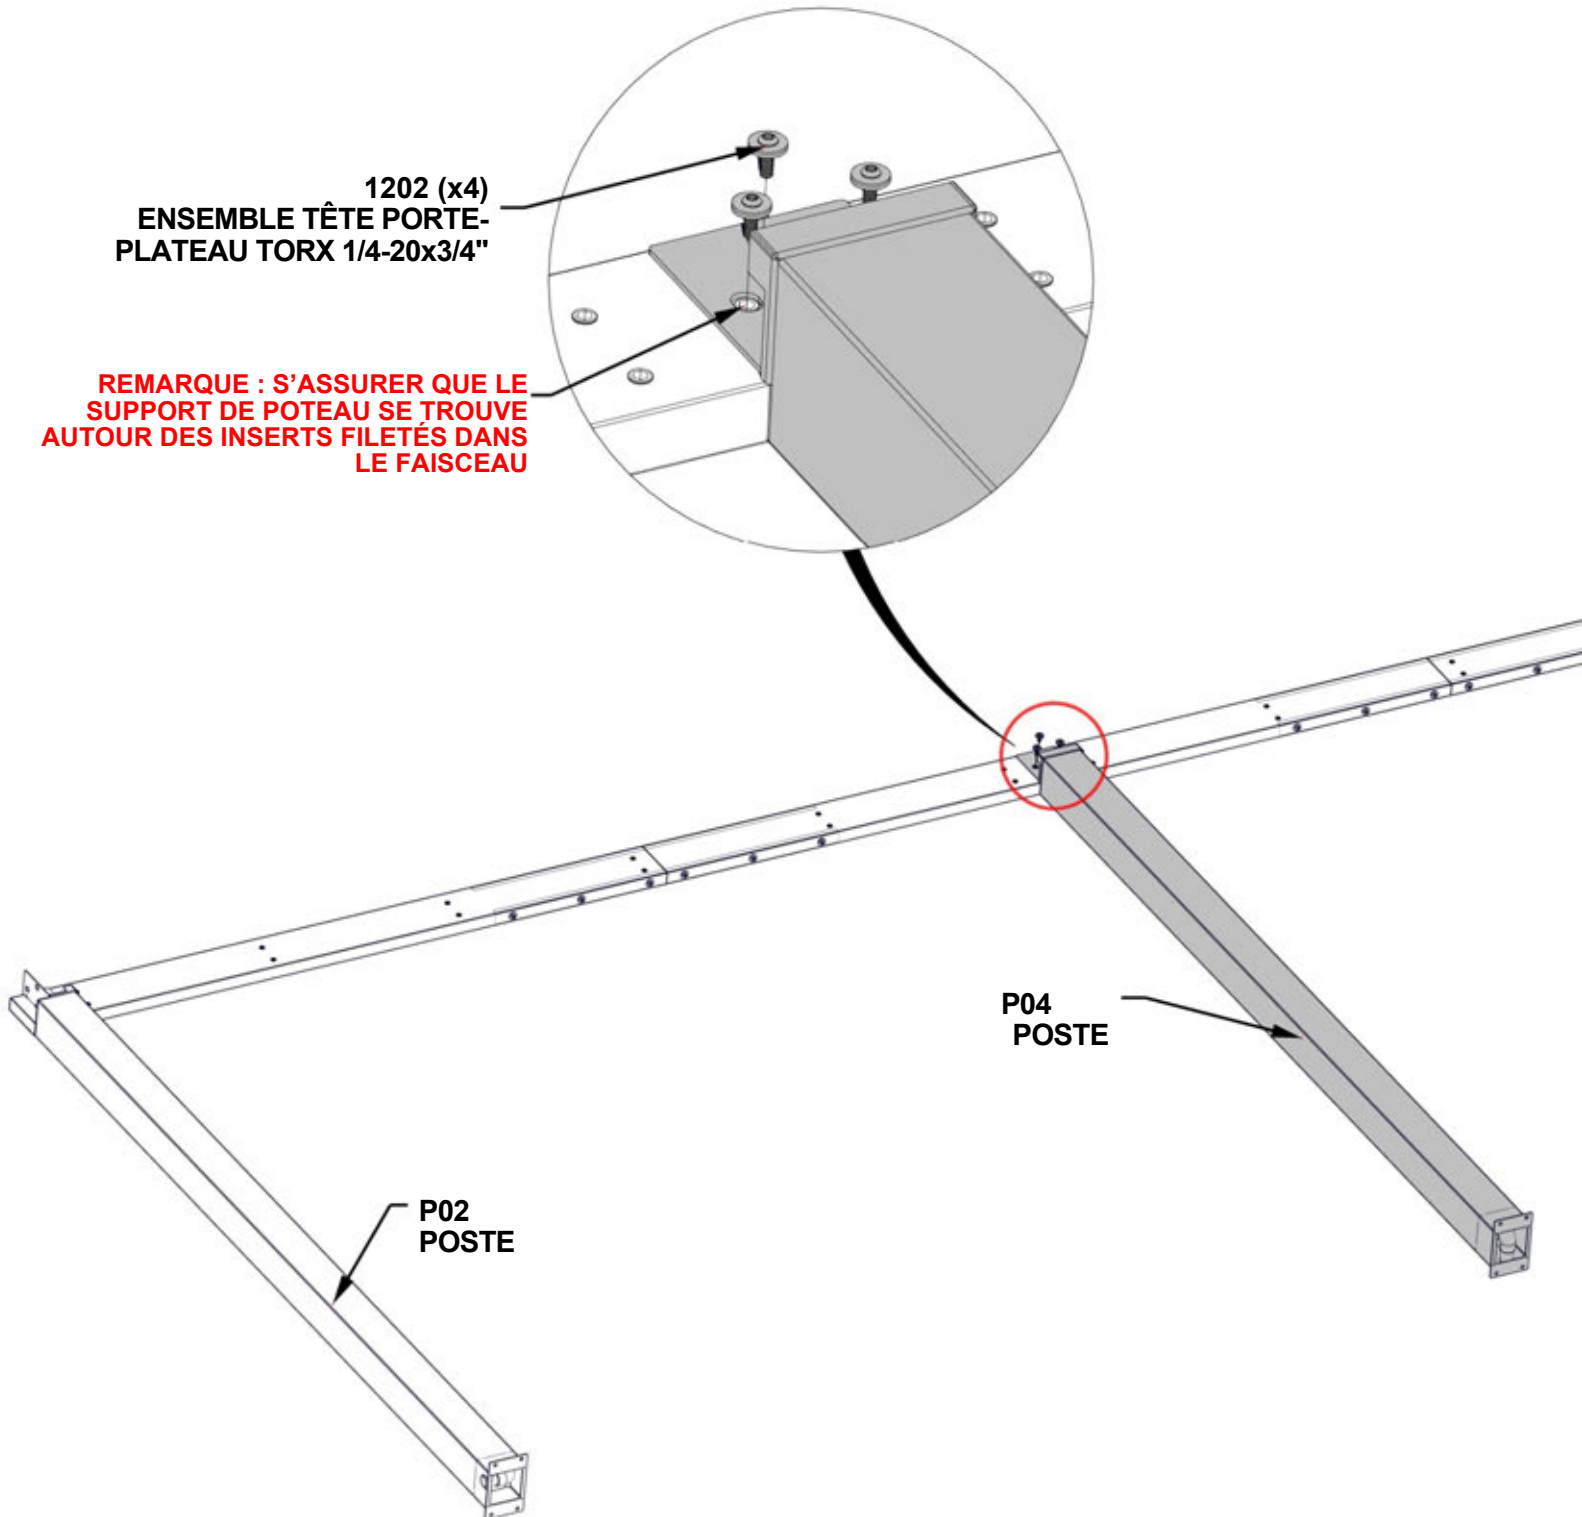 1202 (x4)
ENSEMBLE TÊTE PORTE-
PLATEAU TORX 1/4-20x3/4"
REMARQUE : S’ASSURER QUE LE
SUPPORT DE POTEAU SE TROUVE
AUTOUR DES INSERTS FILETÉS DANS
LE FAISCEAU
P04
POSTE
P02
POSTE